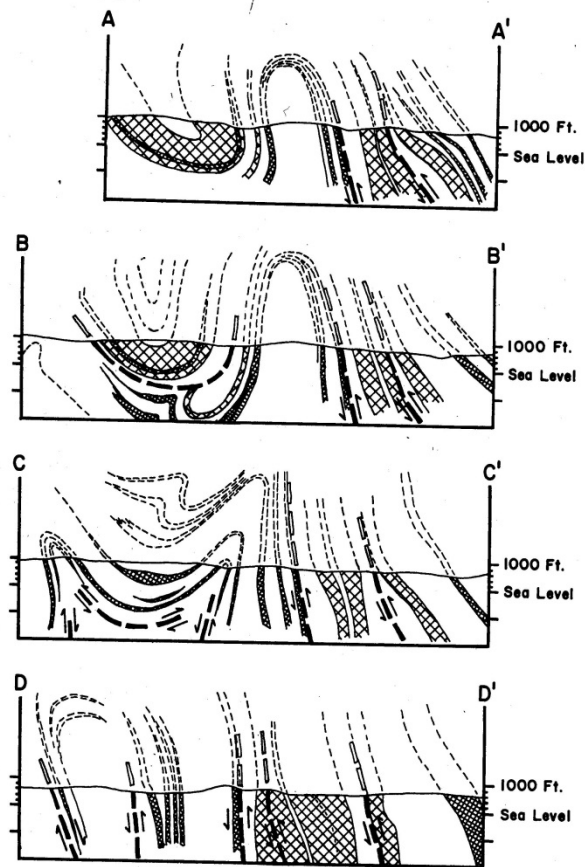 A A'
1000 Ft.
Sea Level
B B'
1000 Ft.
Sea Level
C C'
1000 Ft.
Sea Level
D D'
1000 Ft.
Sea Level